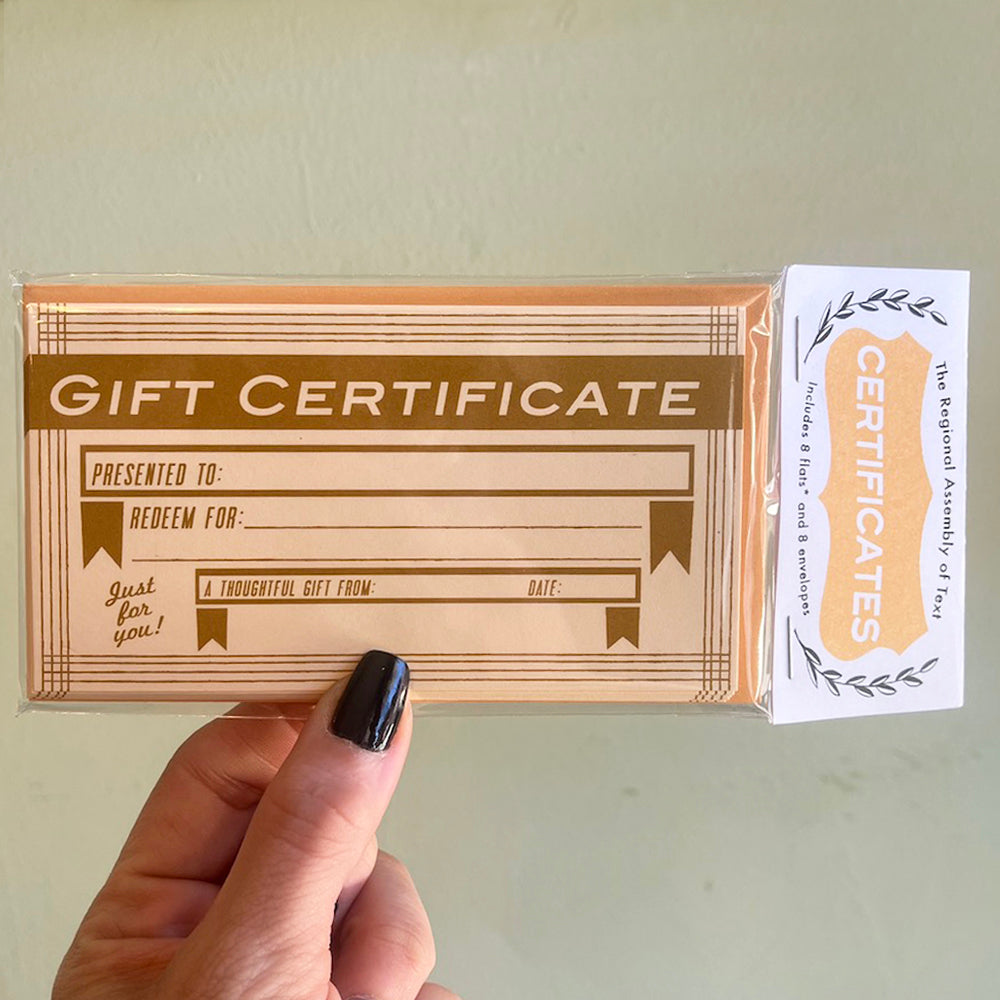 GIFT CERTIFICATE
PRESENTED TO:
REDEEM FOR:
Just
for
you!
A THOUGHTFUL GIFT FROM: DATE:
The Regional Assembly of Text
CERTIFICATES
Includes 8 flats* and 8 envelopes